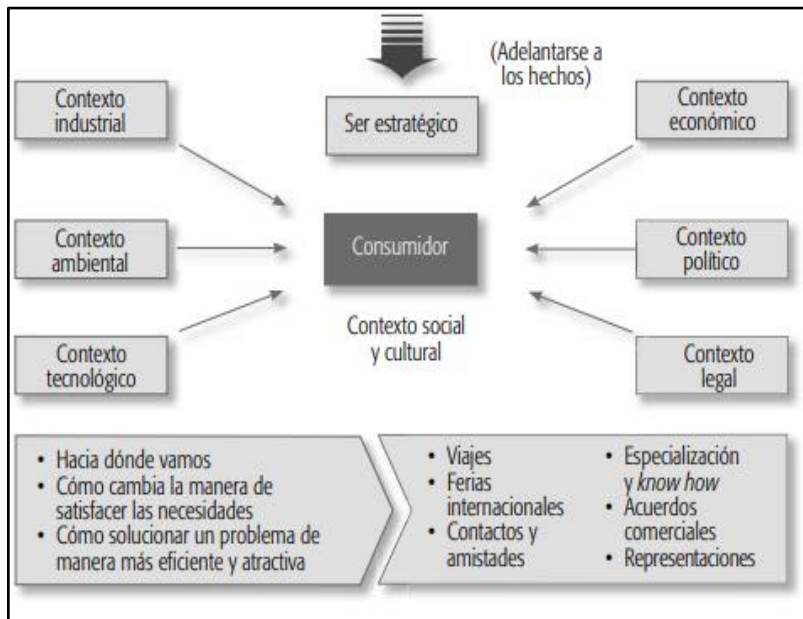 (Adelantarse a
los hechos)
Contexto
industrial
Ser estratégico
Contexto
económico
Contexto
ambiental
Consumidor
Contexto
político
Contexto social
y cultural
Contexto
tecnológico
Contexto
legal
• Hacia dónde vamos
• Cómo cambia la manera de
satisfacer las necesidades
• Cómo solucionar un problema de
manera más eficiente y atractiva
• Viajes
• Ferias
internacionales
• Contactos y
amistades
• Especialización
y know how
• Acuerdos
comerciales
• Representaciones